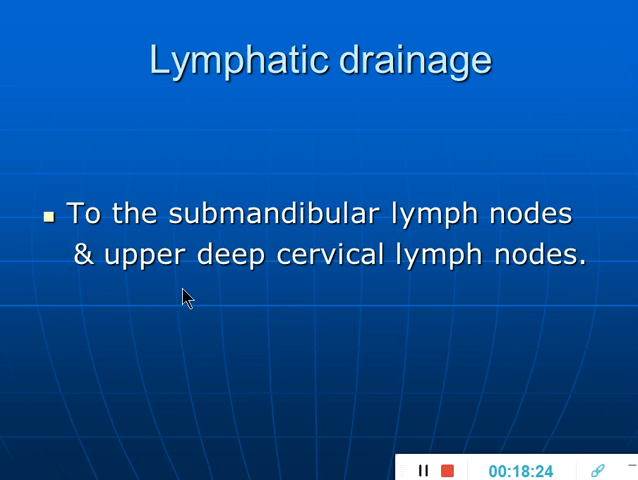 Lymphatic drainage
To the submandibular lymph nodes
& upper deep cervical lymph nodes.
00:18:24